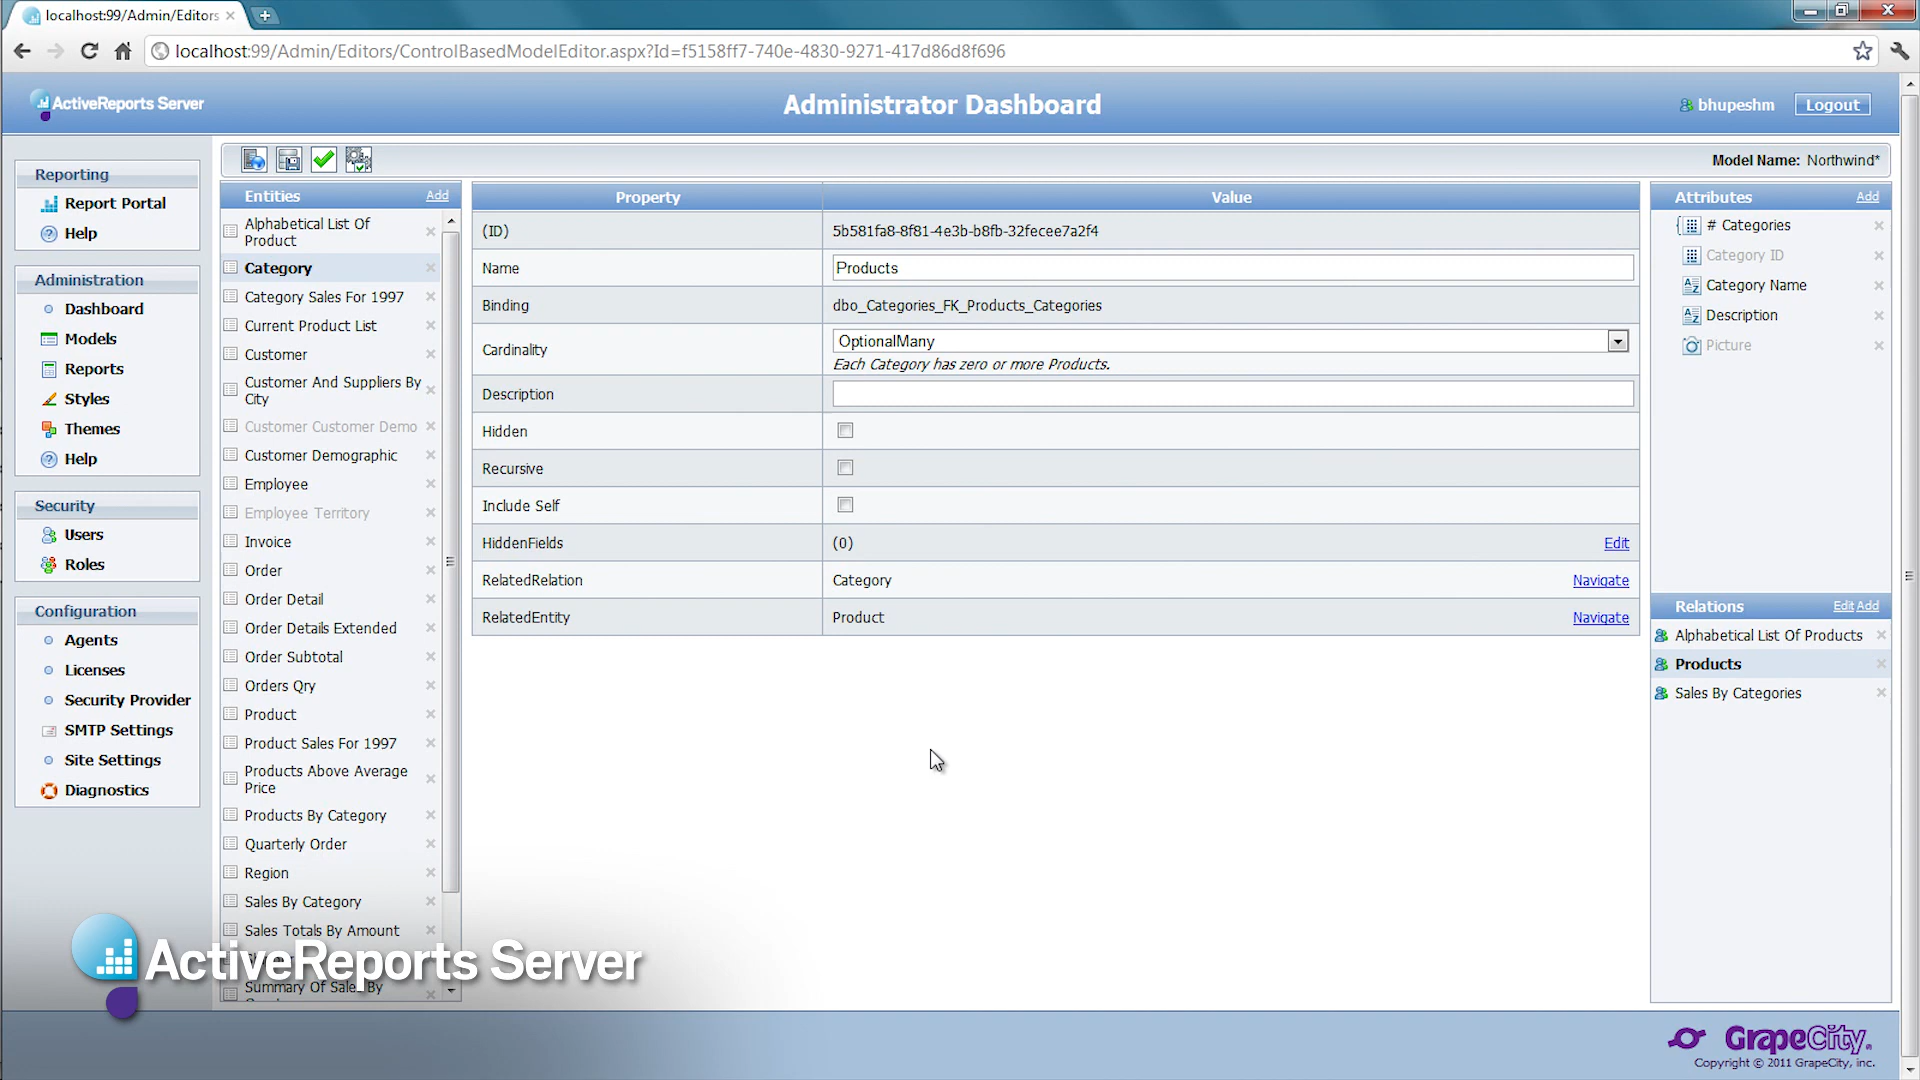 localhost:99/Admin/Editors
localhost:99/Admin/Editors/ControlBasedModelEditor.aspx?Id=f5158ff7-740e-4830-9271-417d86d8f696
ActiveReports Server
Administrator Dashboard
bhupeshm
Logout
Reporting
Report Portal
Help
Administration
Dashboard
Models
Reports
Styles
Themes
Help
Security
Users
Roles
Configuration
Agents
Licenses
Security Provider
SMTP Settings
Site Settings
Diagnostics
Model Name: Northwind*
Entities Add
Alphabetical List Of
Product
Category
Category Sales For 1997
Current Product List
Customer
Customer And Suppliers By
City
Customer Customer Demo
Customer Demographic
Employee
Employee Territory
Invoice
Order
Order Detail
Order Details Extended
Order Subtotal
Orders Qry
Product
Product Sales For 1997
Products Above Average
Price
Products By Category
Quarterly Order
Region
Sales By Category
Sales Totals By Amount
Summary Of Sales By
Property Value
(ID) 5b581fa8-8f81-4e3b-b8fb-32fecee7a2f4
Name Products
Binding dbo_Categories_FK_Products_Categories
Cardinality OptionalMany
Each Category has zero or more Products.
Description
Hidden
Recursive
Include Self
HiddenFields (0) Edit
RelatedRelation Category Navigate
RelatedEntity Product Navigate
Attributes Add
# Categories
Category ID
Category Name
Description
Picture
Relations Edit Add
Alphabetical List Of Products
Products
Sales By Categories
ActiveReports Server
GrapeCity.
Copyright © 2011 GrapeCity, inc.